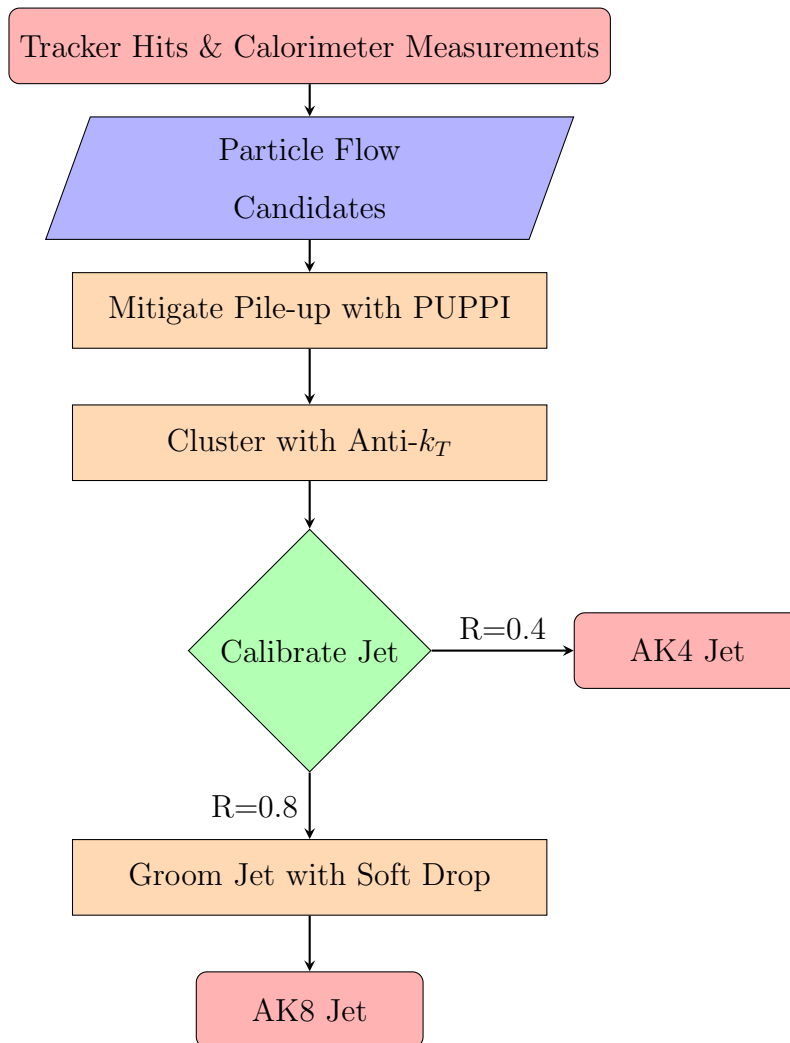 Tracker Hits & Calorimeter Measurements
Particle Flow
Candidates
Mitigate Pile-up with PUPPI
Cluster with Anti-$k_T$
Calibrate Jet
R=0.4
AK4 Jet
R=0.8
Groom Jet with Soft Drop
AK8 Jet